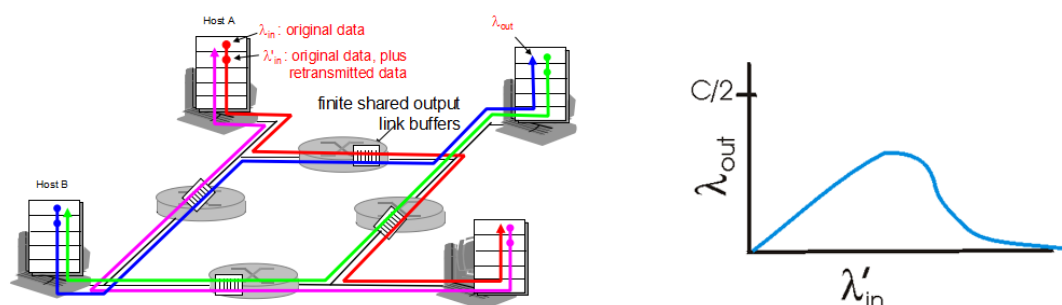 Host A
λin : original data
λ'in : original data, plus
retransmitted data
λout
finite shared output
link buffers
Host B
C/2
λout
λ'in